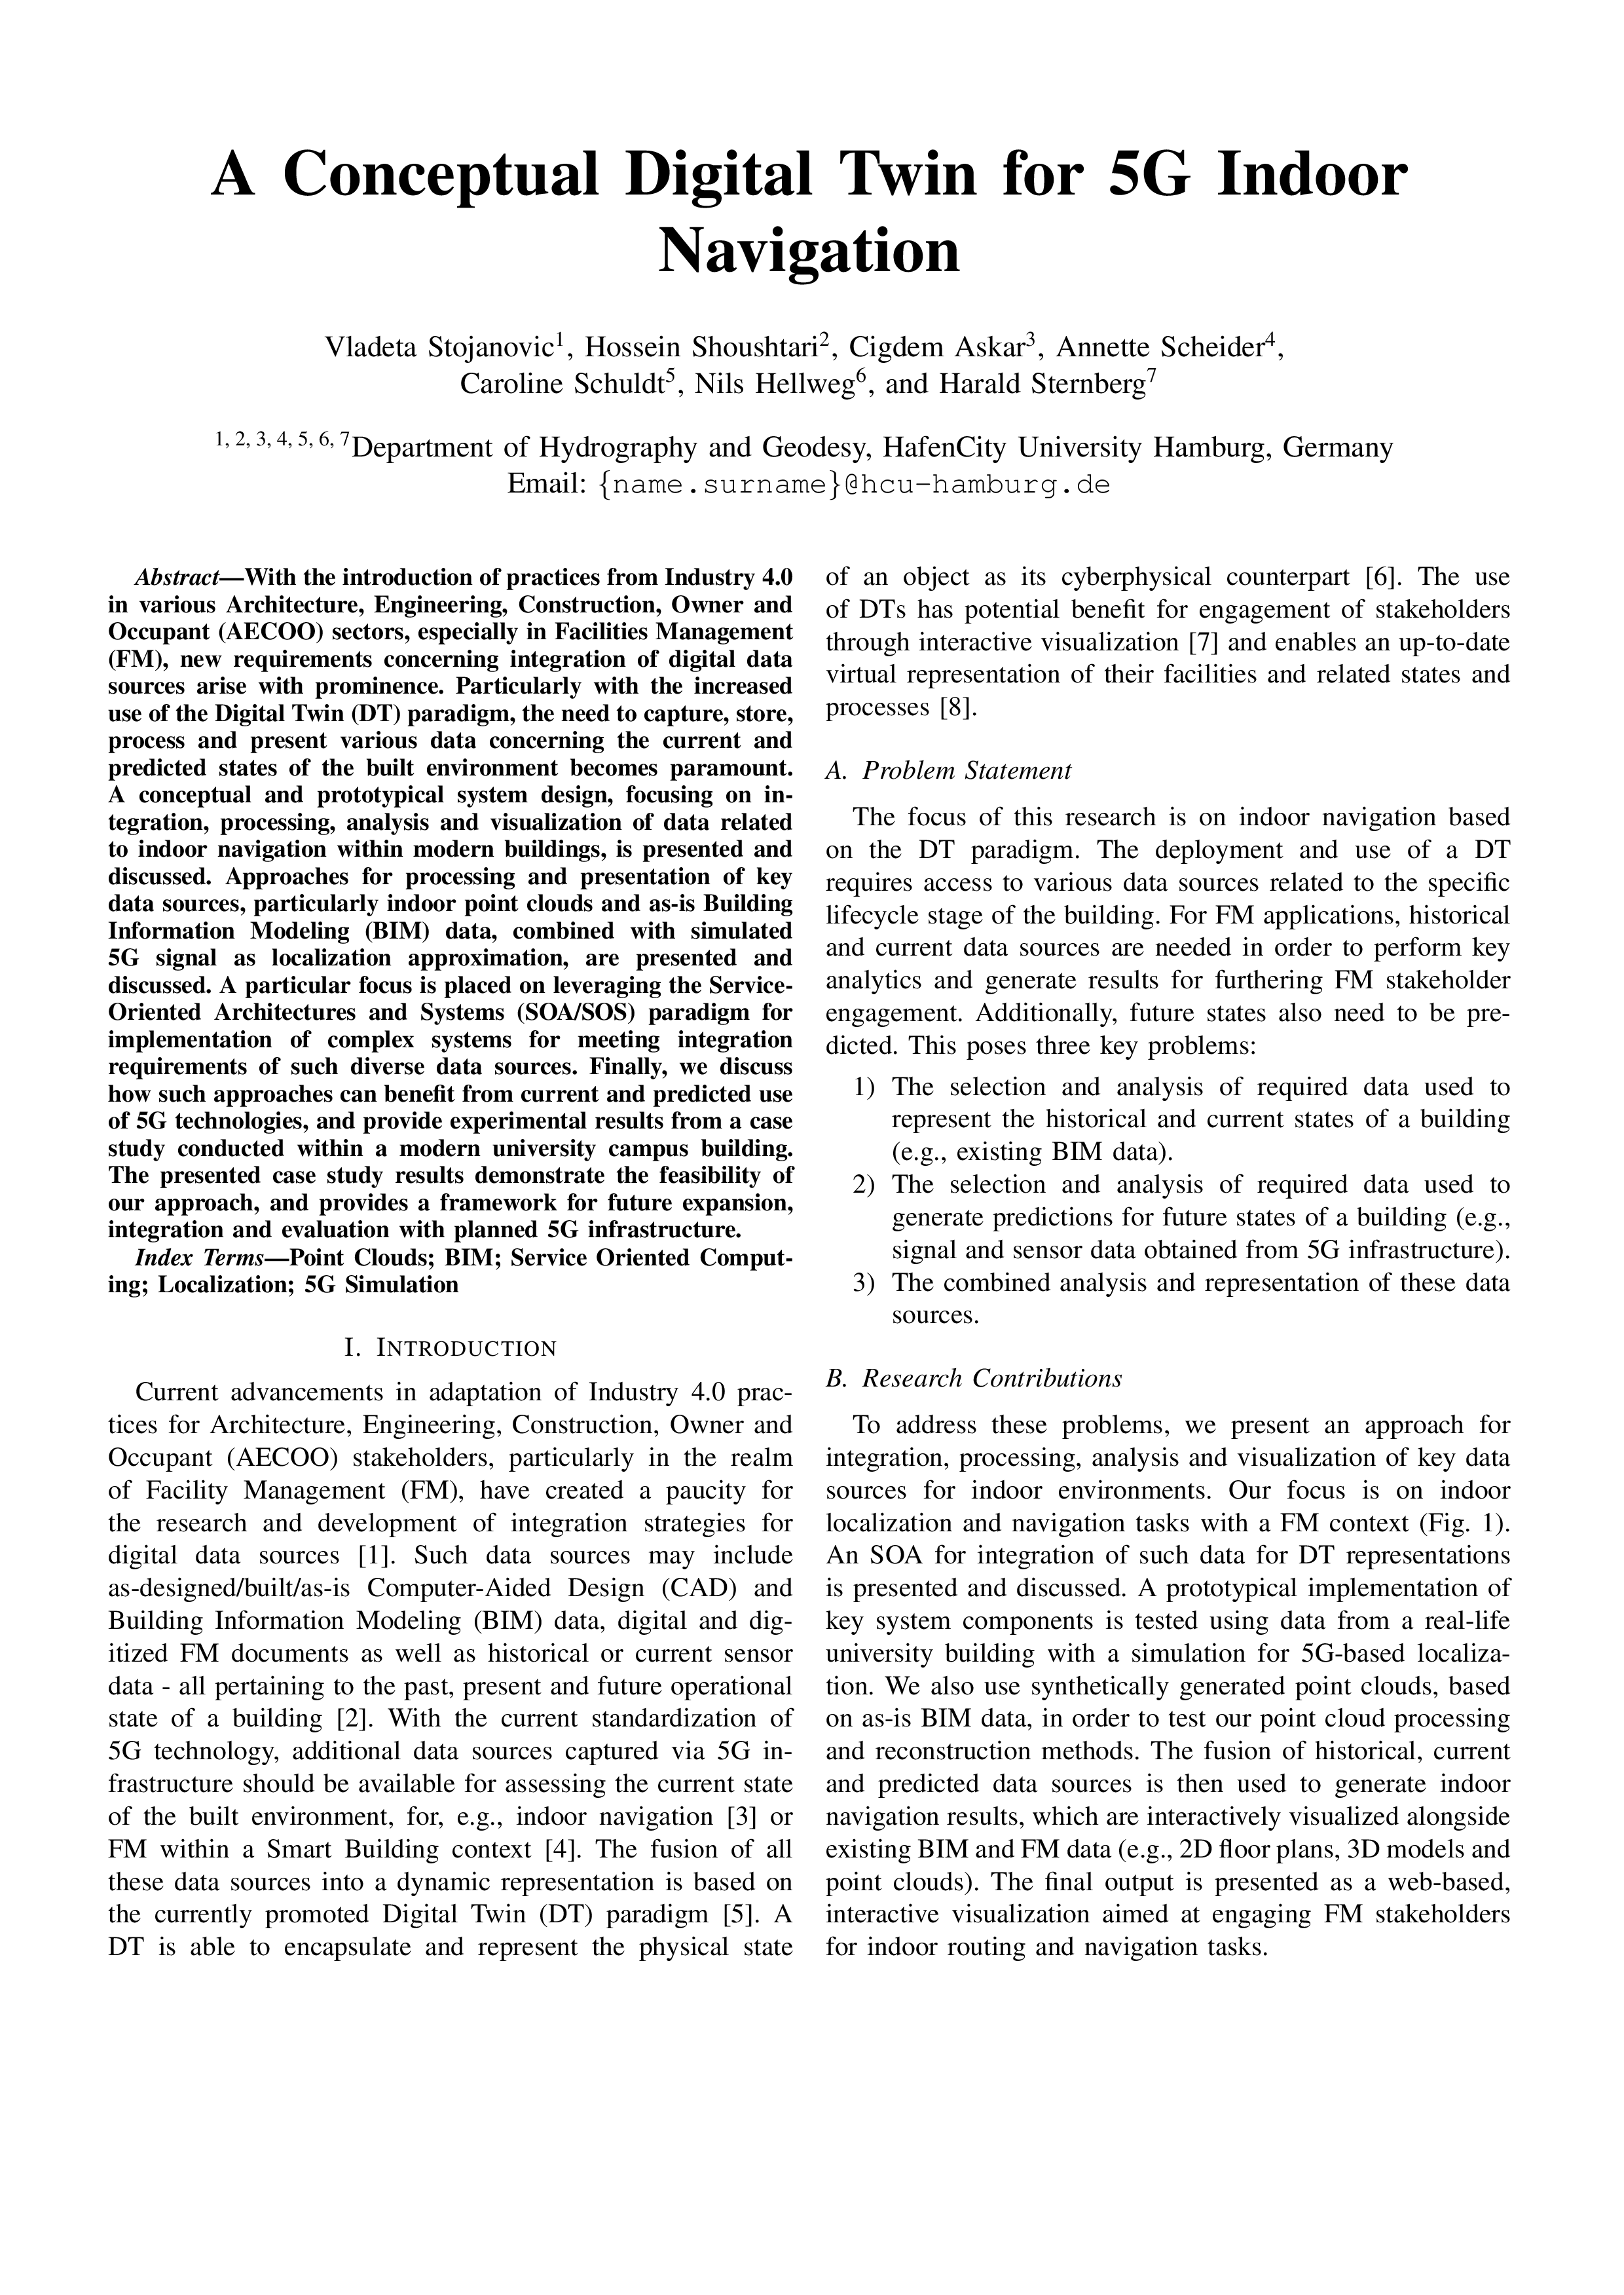 A Conceptual Digital Twin for 5G Indoor
Navigation
Vladeta Stojanovic1, Hossein Shoushtari2, Cigdem Askar3, Annette Scheider4,
Caroline Schuldt5, Nils Hellweg6, and Harald Sternberg7
1, 2, 3, 4, 5, 6, 7Department of Hydrography and Geodesy, HafenCity University Hamburg, Germany
Email: {name.surname}@hcu-hamburg.de
Abstract—With the introduction of practices from Industry 4.0
in various Architecture, Engineering, Construction, Owner and
Occupant (AECOO) sectors, especially in Facilities Management
(FM), new requirements concerning integration of digital data
sources arise with prominence. Particularly with the increased
use of the Digital Twin (DT) paradigm, the need to capture, store,
process and present various data concerning the current and
predicted states of the built environment becomes paramount.
A conceptual and prototypical system design, focusing on in-
tegration, processing, analysis and visualization of data related
to indoor navigation within modern buildings, is presented and
discussed. Approaches for processing and presentation of key
data sources, particularly indoor point clouds and as-is Building
Information Modeling (BIM) data, combined with simulated
5G signal as localization approximation, are presented and
discussed. A particular focus is placed on leveraging the Service-
Oriented Architectures and Systems (SOA/SOS) paradigm for
implementation of complex systems for meeting integration
requirements of such diverse data sources. Finally, we discuss
how such approaches can benefit from current and predicted use
of 5G technologies, and provide experimental results from a case
study conducted within a modern university campus building.
The presented case study results demonstrate the feasibility of
our approach, and provides a framework for future expansion,
integration and evaluation with planned 5G infrastructure.
Index Terms—Point Clouds; BIM; Service Oriented Comput-
ing; Localization; 5G Simulation
I. INTRODUCTION
Current advancements in adaptation of Industry 4.0 prac-
tices for Architecture, Engineering, Construction, Owner and
Occupant (AECOO) stakeholders, particularly in the realm
of Facility Management (FM), have created a paucity for
the research and development of integration strategies for
digital data sources [1]. Such data sources may include
as-designed/built/as-is Computer-Aided Design (CAD) and
Building Information Modeling (BIM) data, digital and dig-
itized FM documents as well as historical or current sensor
data - all pertaining to the past, present and future operational
state of a building [2]. With the current standardization of
5G technology, additional data sources captured via 5G in-
frastructure should be available for assessing the current state
of the built environment, for, e.g., indoor navigation [3] or
FM within a Smart Building context [4]. The fusion of all
these data sources into a dynamic representation is based on
the currently promoted Digital Twin (DT) paradigm [5]. A
DT is able to encapsulate and represent the physical state
of an object as its cyberphysical counterpart [6]. The use
of DTs has potential benefit for engagement of stakeholders
through interactive visualization [7] and enables an up-to-date
virtual representation of their facilities and related states and
processes [8].
A. Problem Statement
The focus of this research is on indoor navigation based
on the DT paradigm. The deployment and use of a DT
requires access to various data sources related to the specific
lifecycle stage of the building. For FM applications, historical
and current data sources are needed in order to perform key
analytics and generate results for furthering FM stakeholder
engagement. Additionally, future states also need to be pre-
dicted. This poses three key problems:
1) The selection and analysis of required data used to
represent the historical and current states of a building
(e.g., existing BIM data).
2) The selection and analysis of required data used to
generate predictions for future states of a building (e.g.,
signal and sensor data obtained from 5G infrastructure).
3) The combined analysis and representation of these data
sources.
B. Research Contributions
To address these problems, we present an approach for
integration, processing, analysis and visualization of key data
sources for indoor environments. Our focus is on indoor
localization and navigation tasks with a FM context (Fig. 1).
An SOA for integration of such data for DT representations
is presented and discussed. A prototypical implementation of
key system components is tested using data from a real-life
university building with a simulation for 5G-based localiza-
tion. We also use synthetically generated point clouds, based
on as-is BIM data, in order to test our point cloud processing
and reconstruction methods. The fusion of historical, current
and predicted data sources is then used to generate indoor
navigation results, which are interactively visualized alongside
existing BIM and FM data (e.g., 2D floor plans, 3D models and
point clouds). The final output is presented as a web-based,
interactive visualization aimed at engaging FM stakeholders
for indoor routing and navigation tasks.